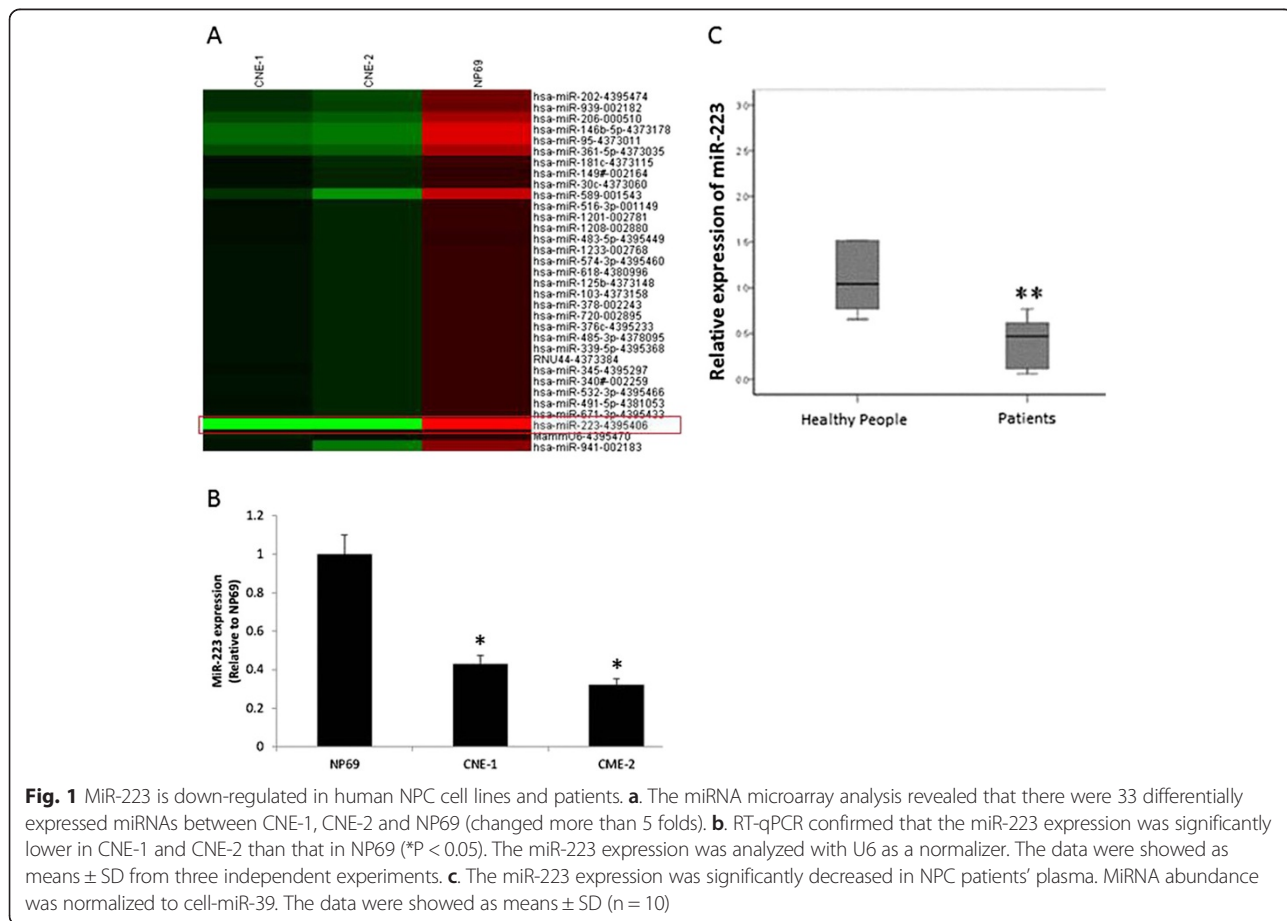 A
CNE-1
CNE-2
NP69
hsa-miR-202-4395474
hsa-miR-939-002182
hsa-miR-206-000510
hsa-miR-146b-5p-4373178
hsa-miR-95-4373011
hsa-miR-361-5p-4373035
hsa-miR-181c-4373115
hsa-miR-149#-002164
hsa-miR-30c-4373060
hsa-miR-589-001543
hsa-miR-516-3p-001149
hsa-miR-1201-002781
hsa-miR-1208-002880
hsa-miR-483-5p-4395449
hsa-miR-1233-002768
hsa-miR-574-3p-4395460
hsa-miR-618-4380996
hsa-miR-125b-4373148
hsa-miR-103-4373158
hsa-miR-378-002243
hsa-miR-720-002895
hsa-miR-376c-4395233
hsa-miR-485-3p-4378095
hsa-miR-339-5p-4395368
RNU44-4373384
hsa-miR-345-4395297
hsa-miR-340#-002259
hsa-miR-532-3p-4395466
hsa-miR-491-5p-4381053
hsa-miR-671-3p-4395433
hsa-miR-223-4395406
MammU6-4395470
hsa-miR-941-002183
C
Relative expression of miR-223
3.0
2.5
2.0
1.5
1.0
0.5
0.0
**
Healthy People
Patients
B
MiR-223 expression
(Relative to NP69)
1.2
1
0.8
0.6
0.4
0.2
0
*
*
NP69
CNE-1
CME-2
Fig. 1 MiR-223 is down-regulated in human NPC cell lines and patients. a. The miRNA microarray analysis revealed that there were 33 differentially
expressed miRNAs between CNE-1, CNE-2 and NP69 (changed more than 5 folds). b. RT-qPCR confirmed that the miR-223 expression was significantly
lower in CNE-1 and CNE-2 than that in NP69 (*P < 0.05). The miR-223 expression was analyzed with U6 as a normalizer. The data were showed as
means ± SD from three independent experiments. c. The miR-223 expression was significantly decreased in NPC patients’ plasma. MiRNA abundance
was normalized to cell-miR-39. The data were showed as means ± SD (n = 10)